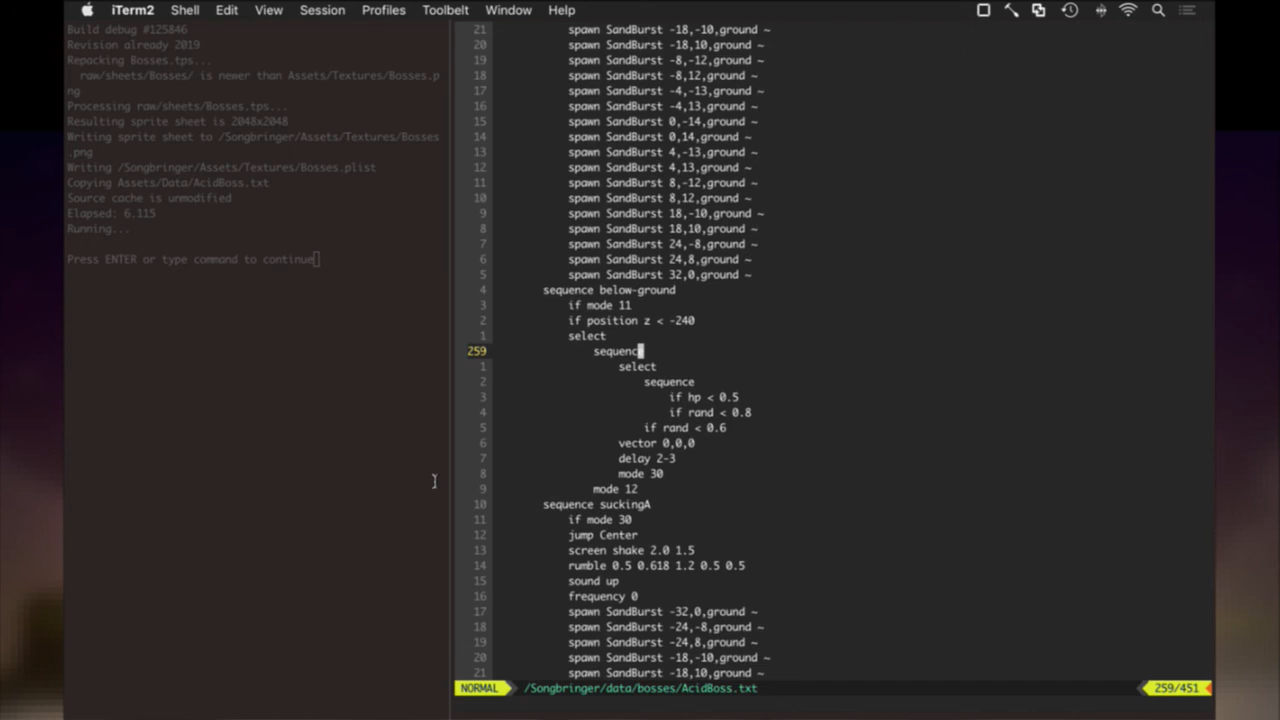 iTerm2 Shell Edit View Session Profiles Toolbelt Window Help
Build debug #125846
Revision already 2019
Repacking Bosses.tps...
raw/sheets/Bosses/ is newer than Assets/Textures/Bosses.p
ng
Processing raw/sheets/Bosses.tps...
Resulting sprite sheet is 2048x2048
Writing sprite sheet to /Songbringer/Assets/Textures/Bosses
.png
Writing /Songbringer/Assets/Textures/Bosses.plist
Copying Assets/Data/AcidBoss.txt
Source cache is unmodified
Elapsed: 6.115
Running...
Press ENTER or type command to continue
21 spawn SandBurst -18,-10,ground ~
20 spawn SandBurst -18,10,ground ~
19 spawn SandBurst -8,-12,ground ~
18 spawn SandBurst -8,12,ground ~
17 spawn SandBurst -4,-13,ground ~
16 spawn SandBurst -4,13,ground ~
15 spawn SandBurst 0,-14,ground ~
14 spawn SandBurst 0,14,ground ~
13 spawn SandBurst 4,-13,ground ~
12 spawn SandBurst 4,13,ground ~
11 spawn SandBurst 8,-12,ground ~
10 spawn SandBurst 8,12,ground ~
9 spawn SandBurst 18,-10,ground ~
8 spawn SandBurst 18,10,ground ~
7 spawn SandBurst 24,-8,ground ~
6 spawn SandBurst 24,8,ground ~
5 spawn SandBurst 32,0,ground ~
4 sequence below-ground
3 if mode 11
2 if position z < -240
1 select
259 sequence
1 select
2 sequence
3 if hp < 0.5
4 if rand < 0.8
5 if rand < 0.6
6 vector 0,0,0
7 delay 2-3
8 mode 30
9 mode 12
10 sequence suckingA
11 if mode 30
12 jump Center
13 screen shake 2.0 1.5
14 rumble 0.5 0.618 1.2 0.5 0.5
15 sound up
16 frequency 0
17 spawn SandBurst -32,0,ground ~
18 spawn SandBurst -24,-8,ground ~
19 spawn SandBurst -24,8,ground ~
20 spawn SandBurst -18,-10,ground ~
21 spawn SandBurst -18,10,ground ~
NORMAL /Songbringer/data/bosses/AcidBoss.txt 259/451